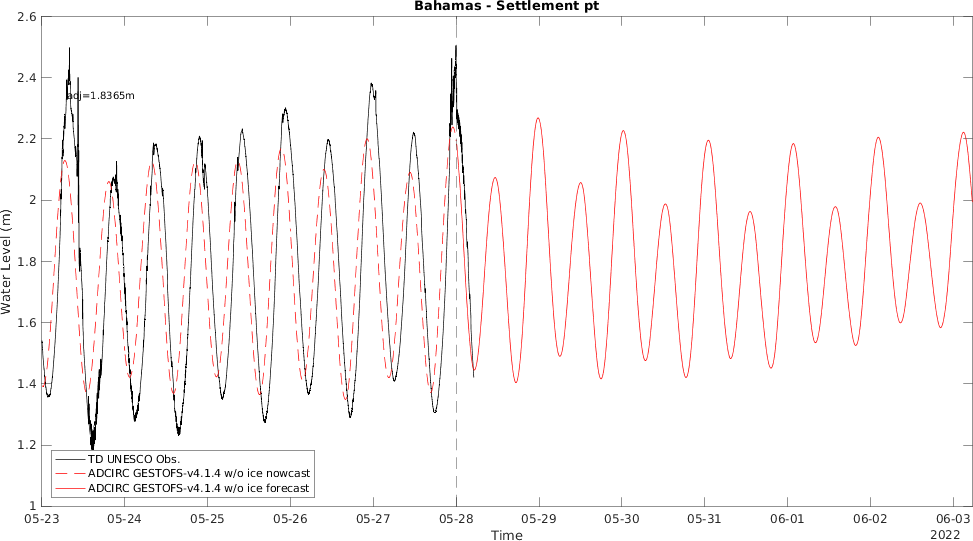 Bahamas - Settlement pt
2.6
2.4
2.2
2
1.8
1.6
1.4
1.2
1
Water Level (m)
adj=1.8365m
TD UNESCO Obs.
ADCIRC GESTOFS-v4.1.4 w/o ice nowcast
ADCIRC GESTOFS-v4.1.4 w/o ice forecast
05-23 05-24 05-25 05-26 05-27 05-28 05-29 05-30 05-31 06-01 06-02 06-03
Time
2022